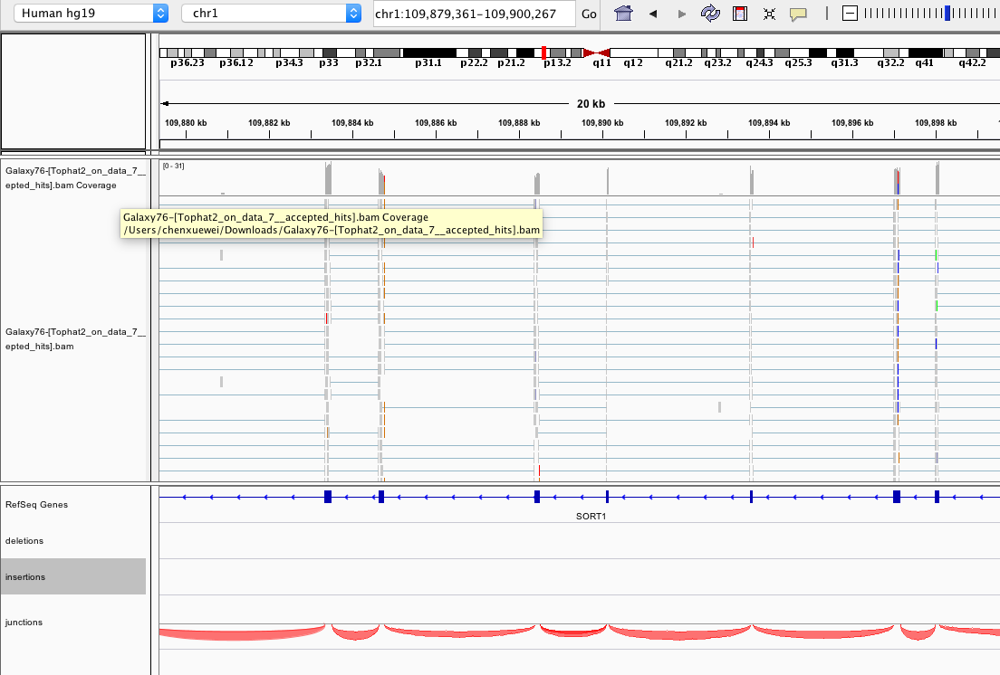 Human hg19
chr1
chr1:109,879,361-109,900,267
Go
p36.23 p36.12 p34.3 p33 p32.1 p31.1 p22.2 p21.2 p13.2 q11 q12 q21.2 q23.2 q24.3 q25.3 q31.3 q32.2 q41 q42.2
20 kb
109,880 kb 109,882 kb 109,884 kb 109,886 kb 109,888 kb 109,890 kb 109,892 kb 109,894 kb 109,896 kb 109,898 kb
Galaxy76-[Tophat2_on_data_7__
epted_hits].bam Coverage
[0 - 31]
Galaxy76-[Tophat2_on_data_7__accepted_hits].bam Coverage
/Users/chenxuewei/Downloads/Galaxy76-[Tophat2_on_data_7__accepted_hits].bam
Galaxy76-[Tophat2_on_data_7__
epted_hits].bam
RefSeq Genes
SORT1
deletions
insertions
junctions